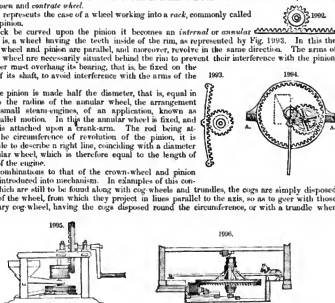 own and contrate wheel.
represents the case of a wheel working into a rack, commonly called
pinion.
1992.
ck be curved upon the pinion it becomes an internal or annular
is, a wheel having the teeth inside of the rim, as represented by Fig. 1993. In this the
wheel and pinion are parallel, and moreover, revolve in the same direction. The arms of
wheel are necessarily situated behind the rim to prevent their interference with the pinion
er must overhang its bearing, that is, be fixed on the
of its shaft, to avoid interference with the arms of the
1993.
1994.
e pinion is made half the diameter, that is, equal in
o the radius of the annular wheel, the arrangement
small steam-engines, of an application, known as
rallel motion. In this the annular wheel is fixed, and
is attached upon a crank-arm. The rod being at-
he circumference of revolution of the pinion, it is
le to describe a right line, coinciding with a diameter
ular wheel, which is therefore equal to the length of
of the engine.
A.
A.
ombinations to that of the crown-wheel and pinion
introduced into mechanism. In examples of this con-
hich are still to be found along with cog-wheels and trundles, the cogs are simply disposed
of the wheel, from which they project in lines parallel to the axis, so as to geer with those
ary cog-wheel, having the cogs disposed round the circumference, or with a trundle whe
1995.
1996.